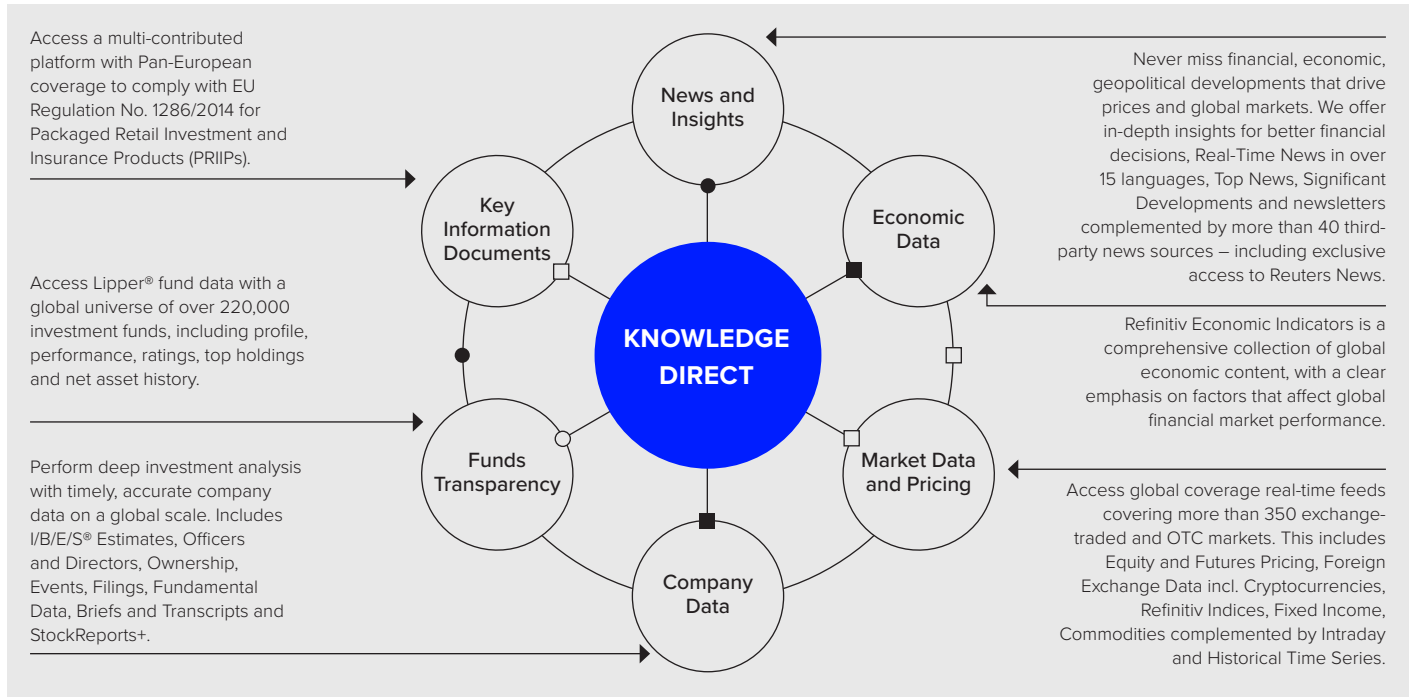 Access a multi-contributed
platform with Pan-European
coverage to comply with EU
Regulation No. 1286/2014 for
Packaged Retail Investment and
Insurance Products (PRIIPs).
Access Lipper® fund data with a
global universe of over 220,000
investment funds, including profile,
performance, ratings, top holdings
and net asset history.
Perform deep investment analysis
with timely, accurate company
data on a global scale. Includes
I/B/E/S® Estimates, Officers
and Directors, Ownership,
Events, Filings, Fundamental
Data, Briefs and Transcripts and
StockReports+.
News and
Insights
Key
Information
Documents
Economic
Data
KNOWLEDGE
DIRECT
Funds
Transparency
Market Data
and Pricing
Company
Data
Never miss financial, economic,
geopolitical developments that drive
prices and global markets. We offer
in-depth insights for better financial
decisions, Real-Time News in over
15 languages, Top News, Significant
Developments and newsletters
complemented by more than 40 third-
party news sources – including exclusive
access to Reuters News.
Refinitiv Economic Indicators is a
comprehensive collection of global
economic content, with a clear
emphasis on factors that affect global
financial market performance.
Access global coverage real-time feeds
covering more than 350 exchange-
traded and OTC markets. This includes
Equity and Futures Pricing, Foreign
Exchange Data incl. Cryptocurrencies,
Refinitiv Indices, Fixed Income,
Commodities complemented by Intraday
and Historical Time Series.